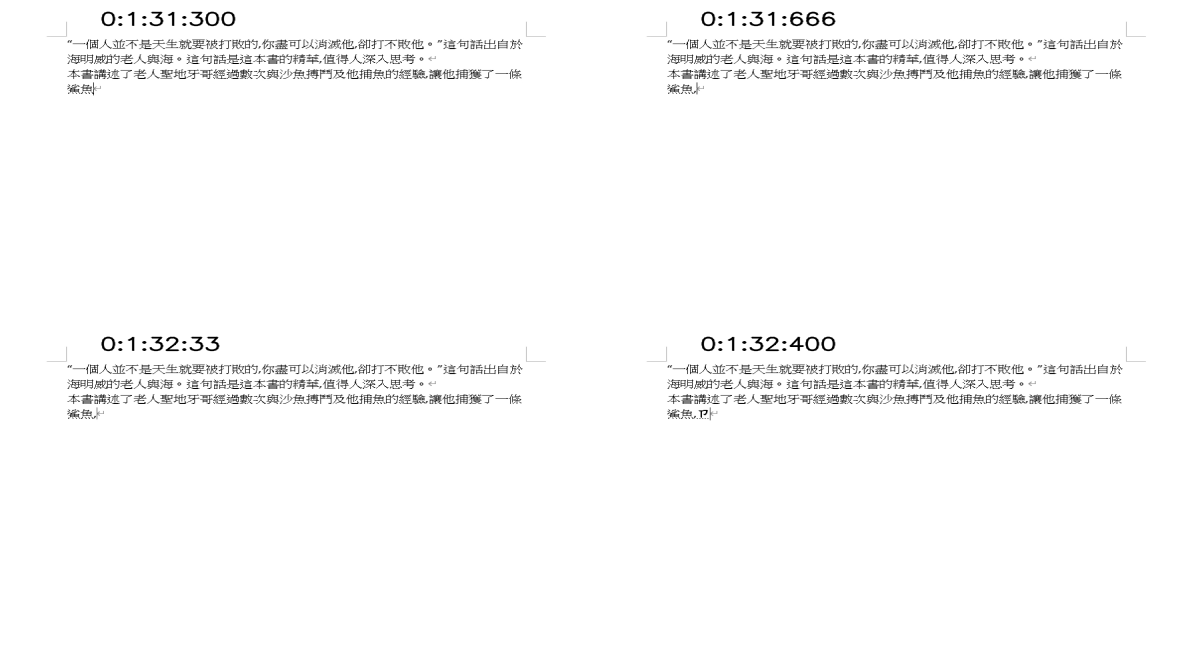 0:1:31:300
“一個人並不是天生就要被打敗的,你盡可以消滅他,卻打不敗他。”這句話出自於
海明威的老人與海。這句話是這本書的精華,值得人深入思考。
本書講述了老人聖地牙哥經過數次與沙魚搏鬥及他捕魚的經驗,讓他捕獲了一條
鯊魚
0:1:31:666
“一個人並不是天生就要被打敗的,你盡可以消滅他,卻打不敗他。”這句話出自於
海明威的老人與海。這句話是這本書的精華,值得人深入思考。
本書講述了老人聖地牙哥經過數次與沙魚搏鬥及他捕魚的經驗,讓他捕獲了一條
鯊魚,
0:1:32:33
“一個人並不是天生就要被打敗的,你盡可以消滅他,卻打不敗他。”這句話出自於
海明威的老人與海。這句話是這本書的精華,值得人深入思考。
本書講述了老人聖地牙哥經過數次與沙魚搏鬥及他捕魚的經驗,讓他捕獲了一條
鯊魚,
0:1:32:400
“一個人並不是天生就要被打敗的,你盡可以消滅他,卻打不敗他。”這句話出自於
海明威的老人與海。這句話是這本書的精華,值得人深入思考。
本書講述了老人聖地牙哥經過數次與沙魚搏鬥及他捕魚的經驗,讓他捕獲了一條
鯊魚,ㄗ